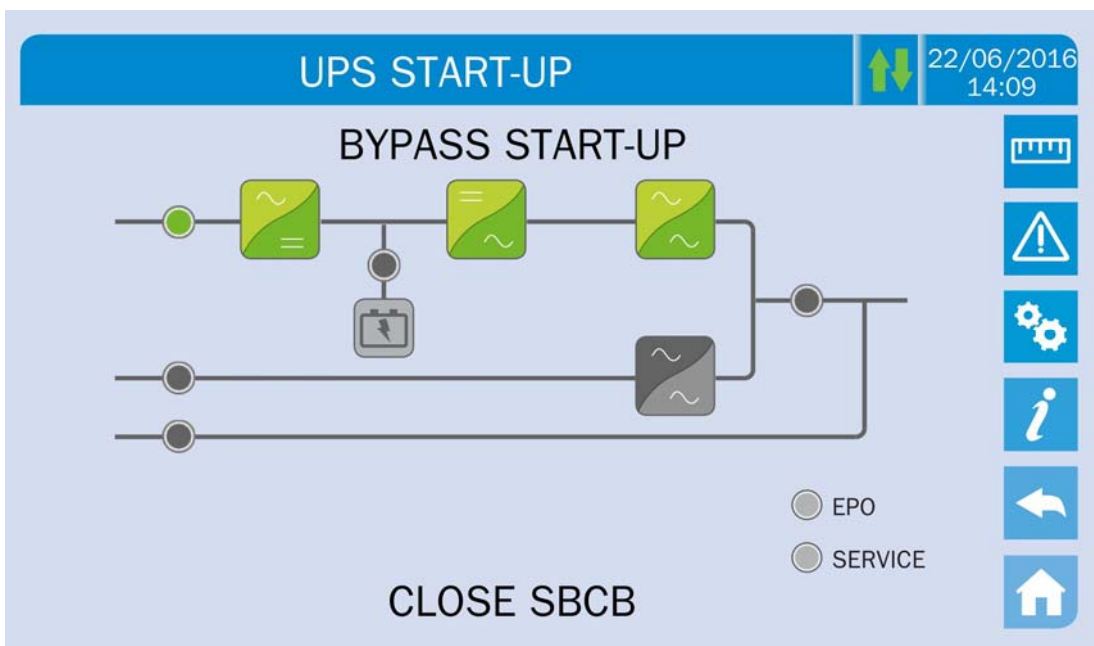 UPS START-UP
22/06/2016
14:09
BYPASS START-UP
EPO
SERVICE
CLOSE SBCB